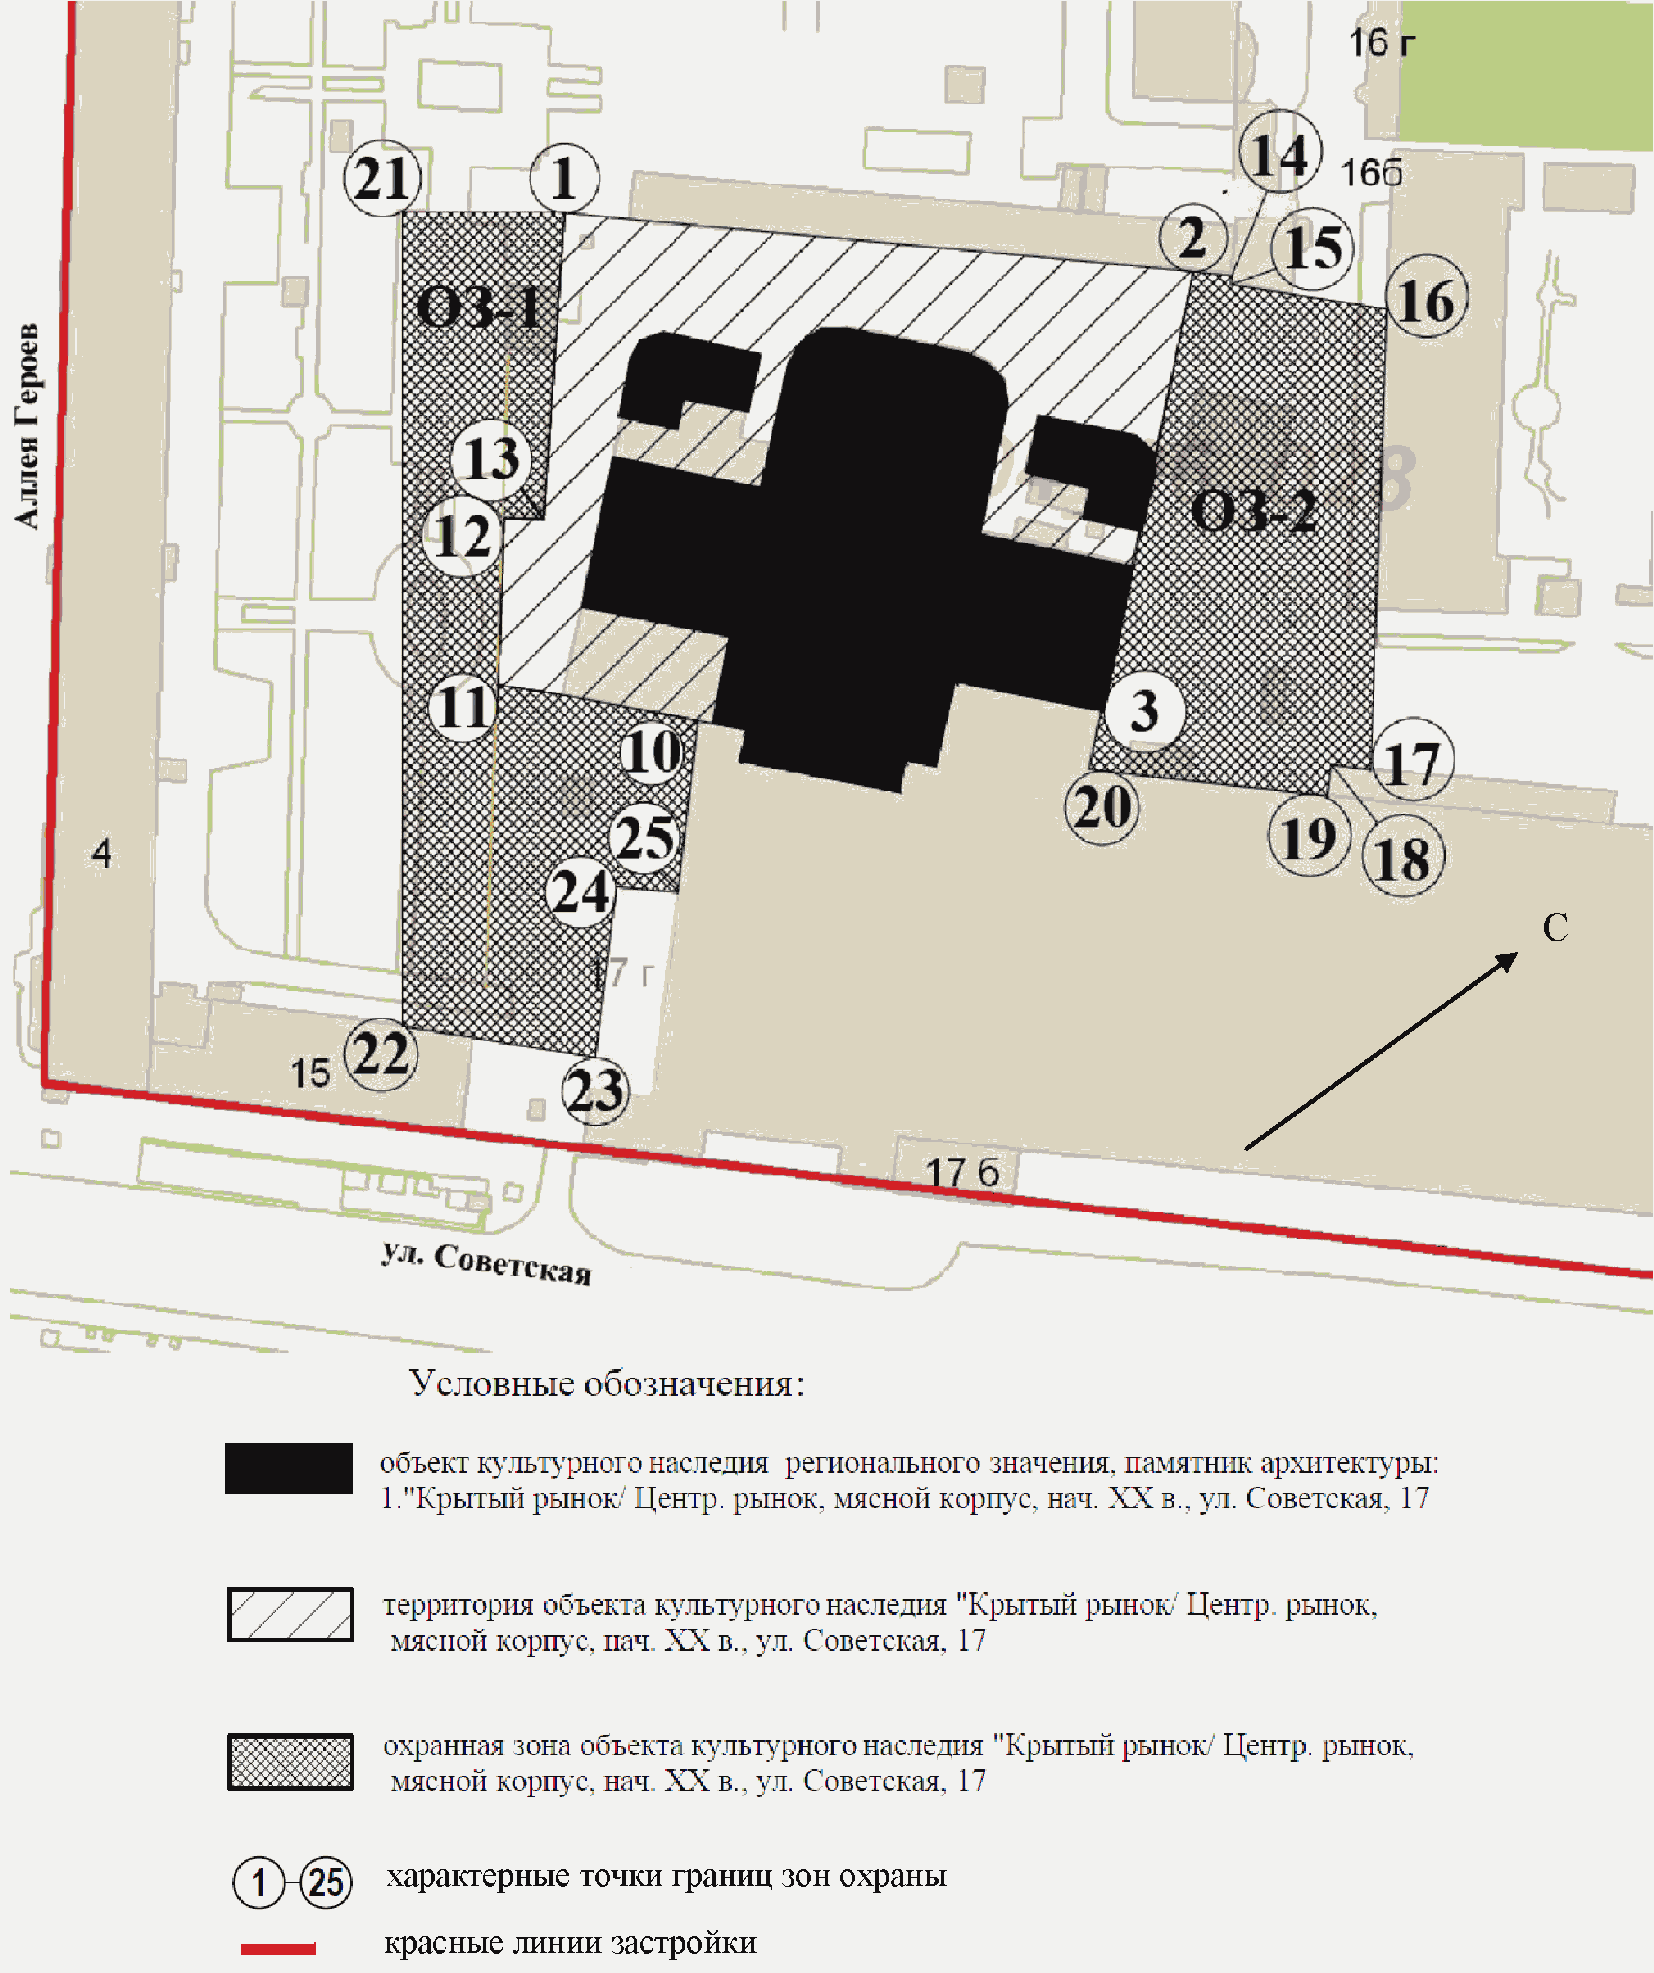 16 г
14
16б
21
1
2
15
16
ОЗ-1
Аллея Героев
13
12
ОЗ-2
11
3
10
17
20
25
19
18
4
24
С
17 г
22
15
23
17 б
ул. Советская
Условные обозначения:
объект культурного наследия регионального значения, памятник архитектуры:
1."Крытый рынок/ Центр. рынок, мясной корпус, нач. XX в., ул. Советская, 17
территория объекта культурного наследия "Крытый рынок/ Центр. рынок,
мясной корпус, нач. XX в., ул. Советская, 17
охранная зона объекта культурного наследия "Крытый рынок/ Центр. рынок,
мясной корпус, нач. XX в., ул. Советская, 17
1 - 25 характерные точки границ зон охраны
красные линии застройки